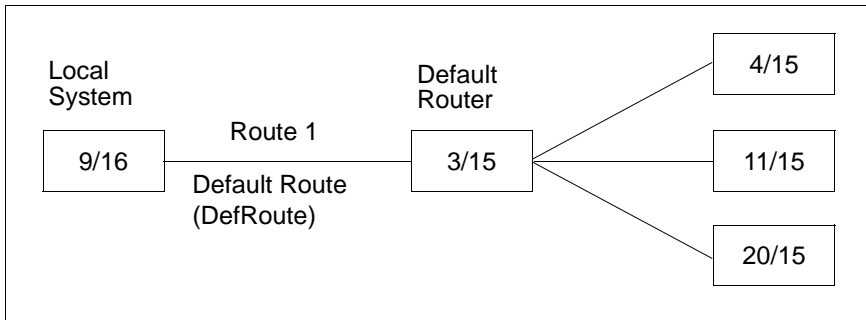 Local
System
9/16
Route 1
Default Route
(DefRoute)
Default
Router
3/15
4/15
11/15
20/15